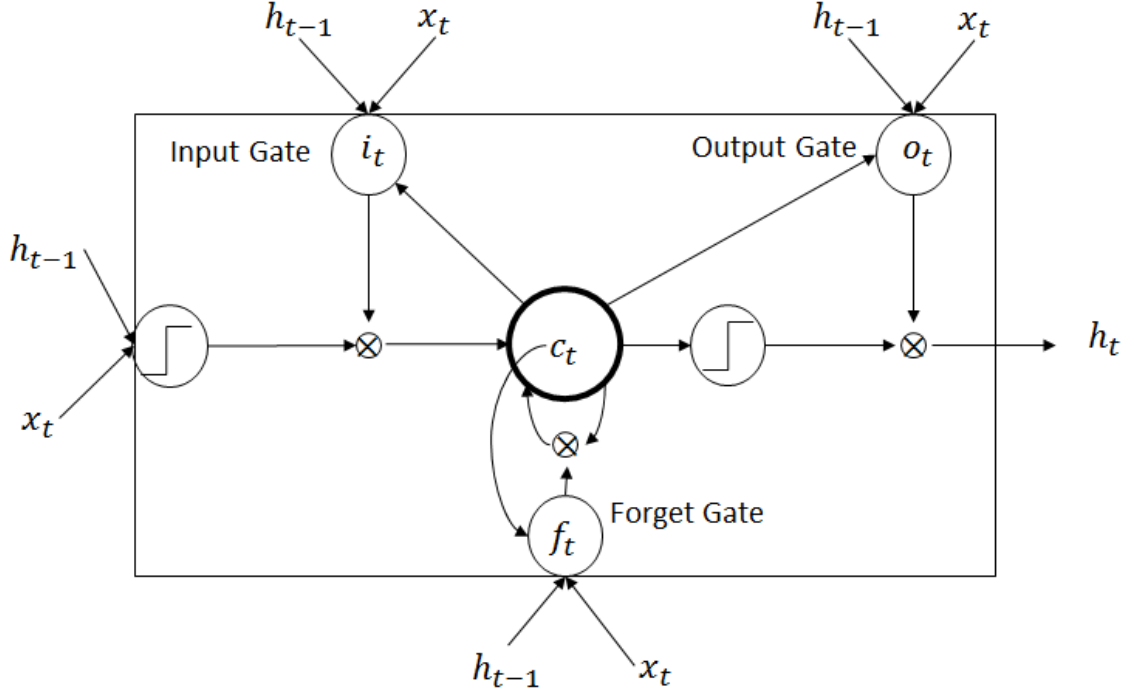 h_{t-1} x_t h_{t-1} x_t
Input Gate i_t Output Gate o_t
h_{t-1}
c_t h_t
x_t
f_t Forget Gate
h_{t-1} x_t